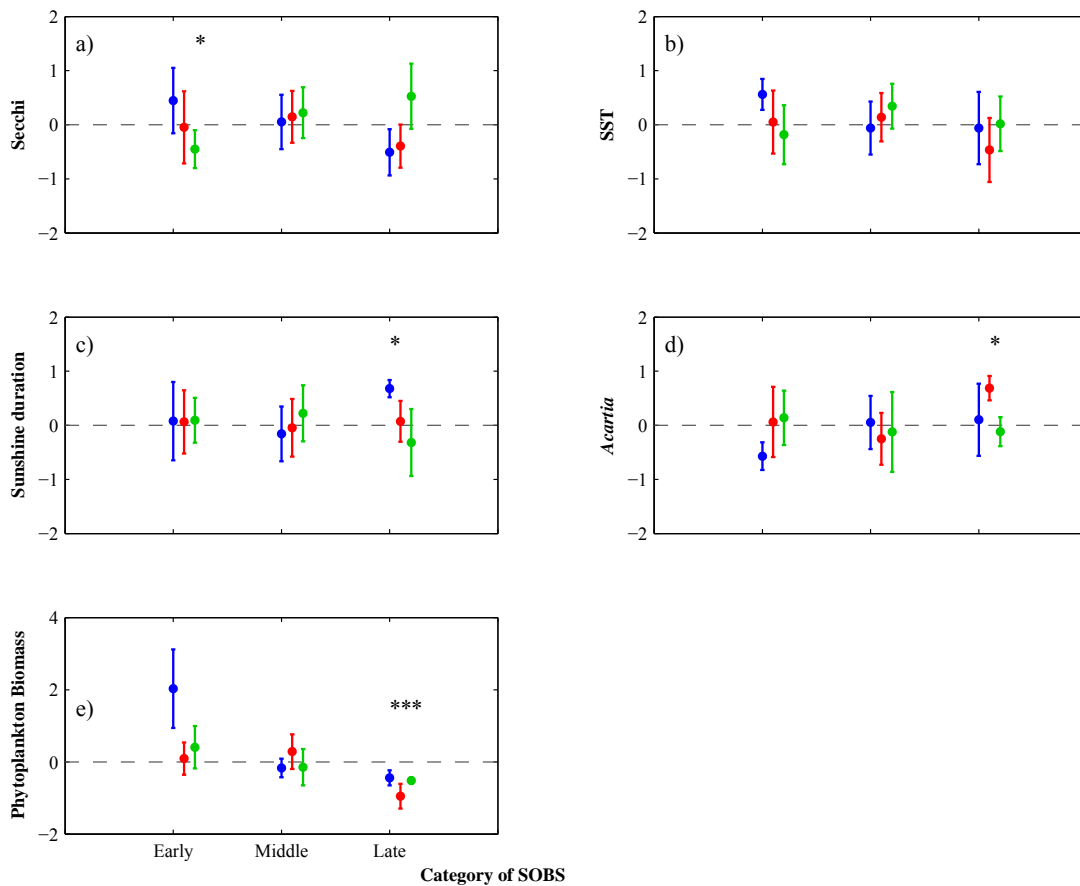 2
1
0
−1
−2
Secchi
a)
*
2
1
0
−1
−2
SST
b)
2
1
0
−1
−2
Sunshine duration
c)
*
2
1
0
−1
−2
Acartia
d)
*
4
2
0
−2
Phytoplankton Biomass
e)
***
Early Middle Late
Category of SOBS